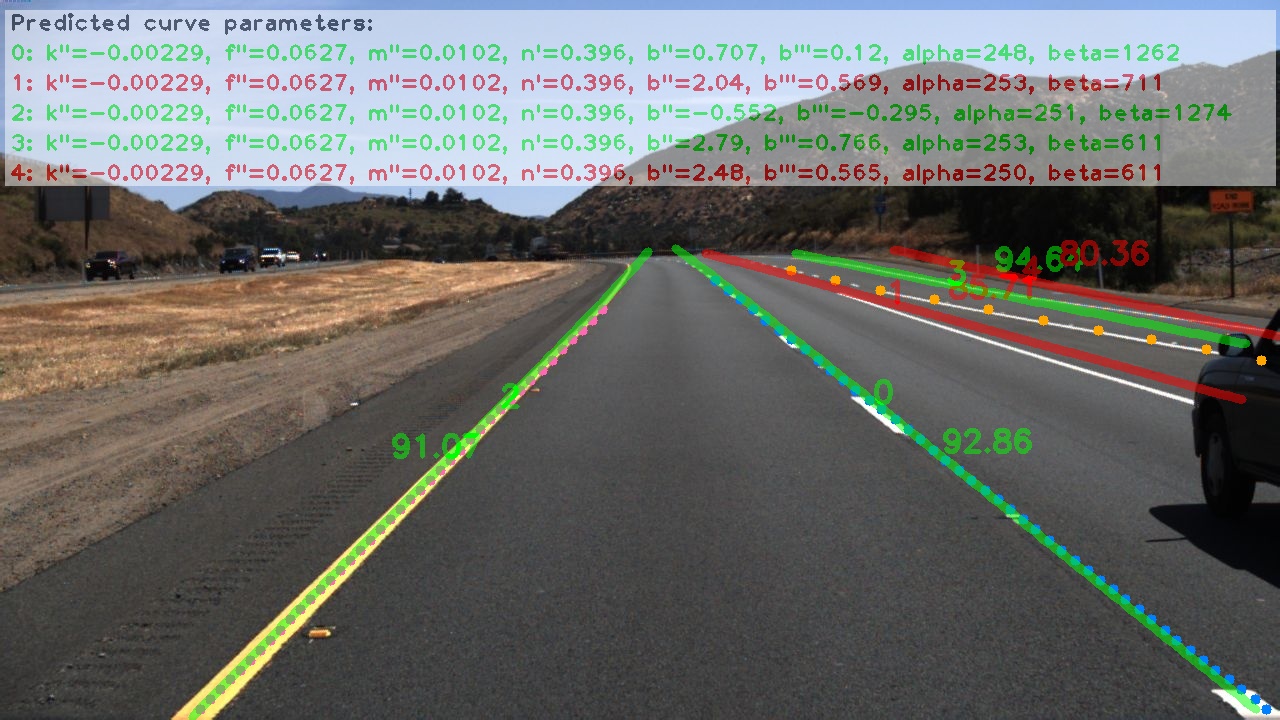 Predicted curve parameters:
0: k''=-0.00229, f''=0.0627, m''=0.0102, n'=0.396, b''=0.707, b'''=0.12, alpha=248, beta=1262
1: k''=-0.00229, f''=0.0627, m''=0.0102, n'=0.396, b''=2.04, b'''=0.569, alpha=253, beta=711
2: k''=-0.00229, f''=0.0627, m''=0.0102, n'=0.396, b''=-0.552, b'''=-0.295, alpha=251, beta=1274
3: k''=-0.00229, f''=0.0627, m''=0.0102, n'=0.396, b''=2.79, b'''=0.766, alpha=253, beta=611
4: k''=-0.00229, f''=0.0627, m''=0.0102, n'=0.396, b''=2.48, b'''=0.565, alpha=250, beta=611
END
ROAD WORK
80.36
3
4
1
2
0
91.07
92.86